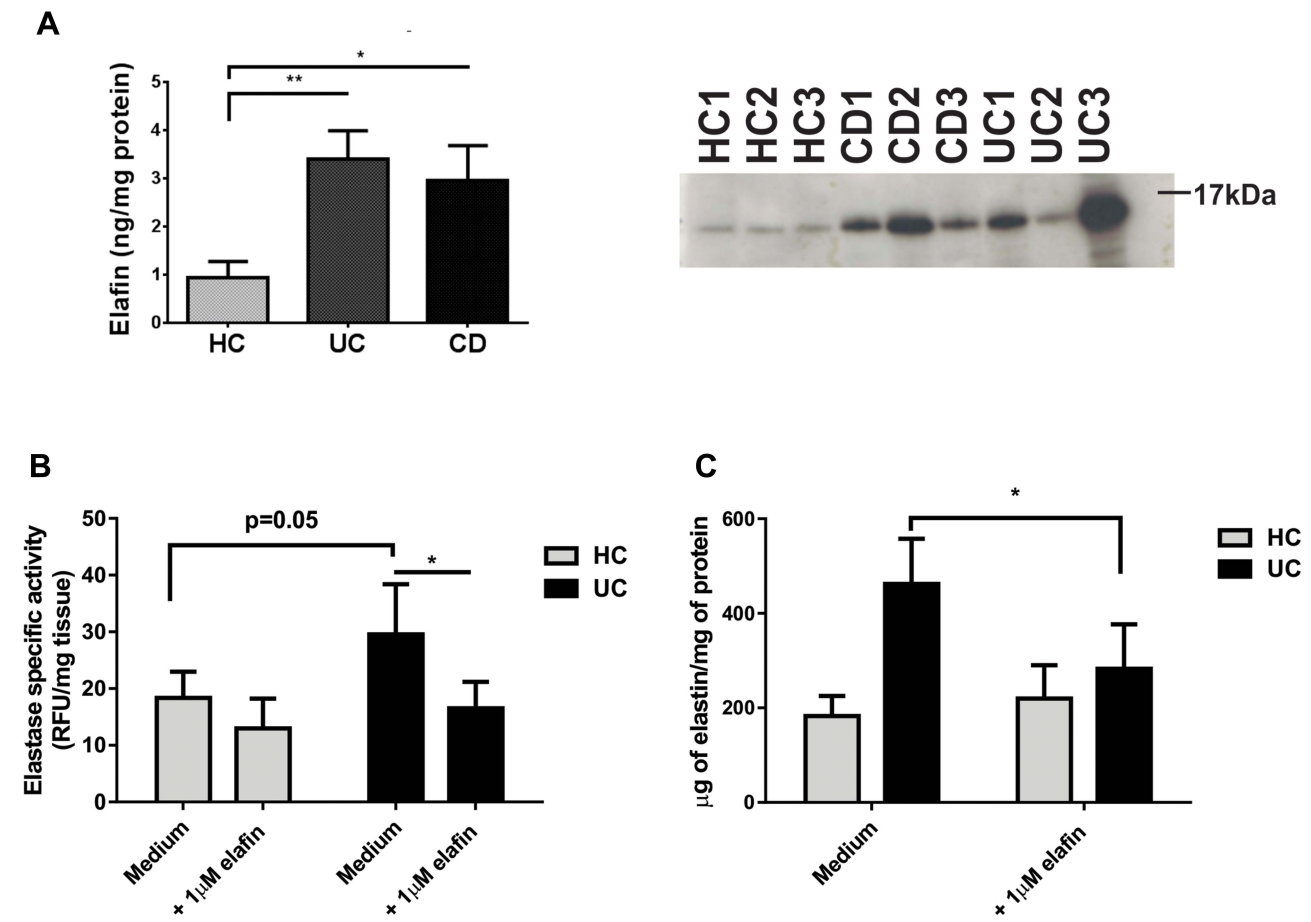 A
*
**
Elafin (ng/mg protein)
5
4
3
2
1
0
HC UC CD
HC1 HC2 HC3 CD1 CD2 CD3 UC1 UC2 UC3
17kDa
B
Elastase specific activity
(RFU/mg tissue)
50
40
30
20
10
0
p=0.05
*
HC
UC
Medium + 1μM elafin Medium + 1μM elafin
C
μg of elastin/mg of protein
600
400
200
0
*
HC
UC
Medium + 1μM elafin